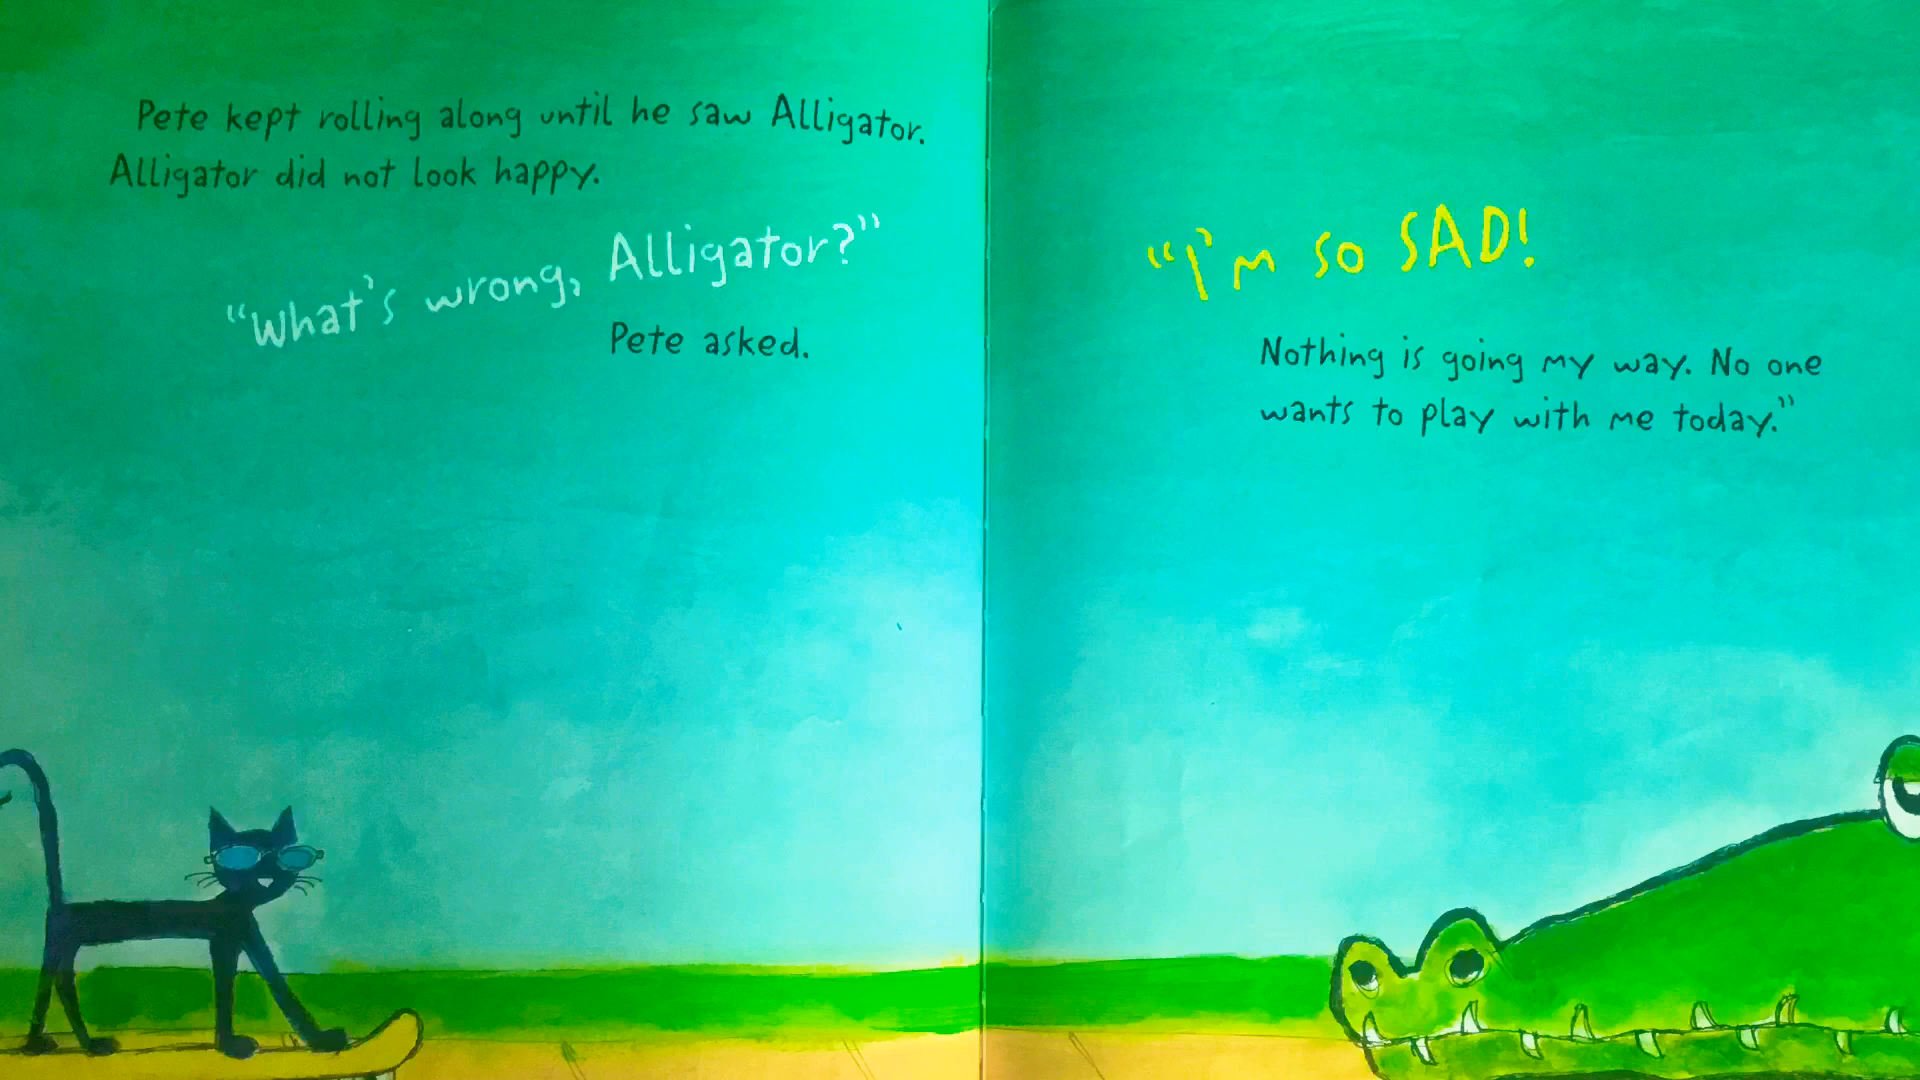 Pete kept rolling along until he saw Alligator.
Alligator did not look happy.
“What's wrong, Alligator?”
Pete asked.
“I'm so SAD!
Nothing is going my way. No one
wants to play with me today.”